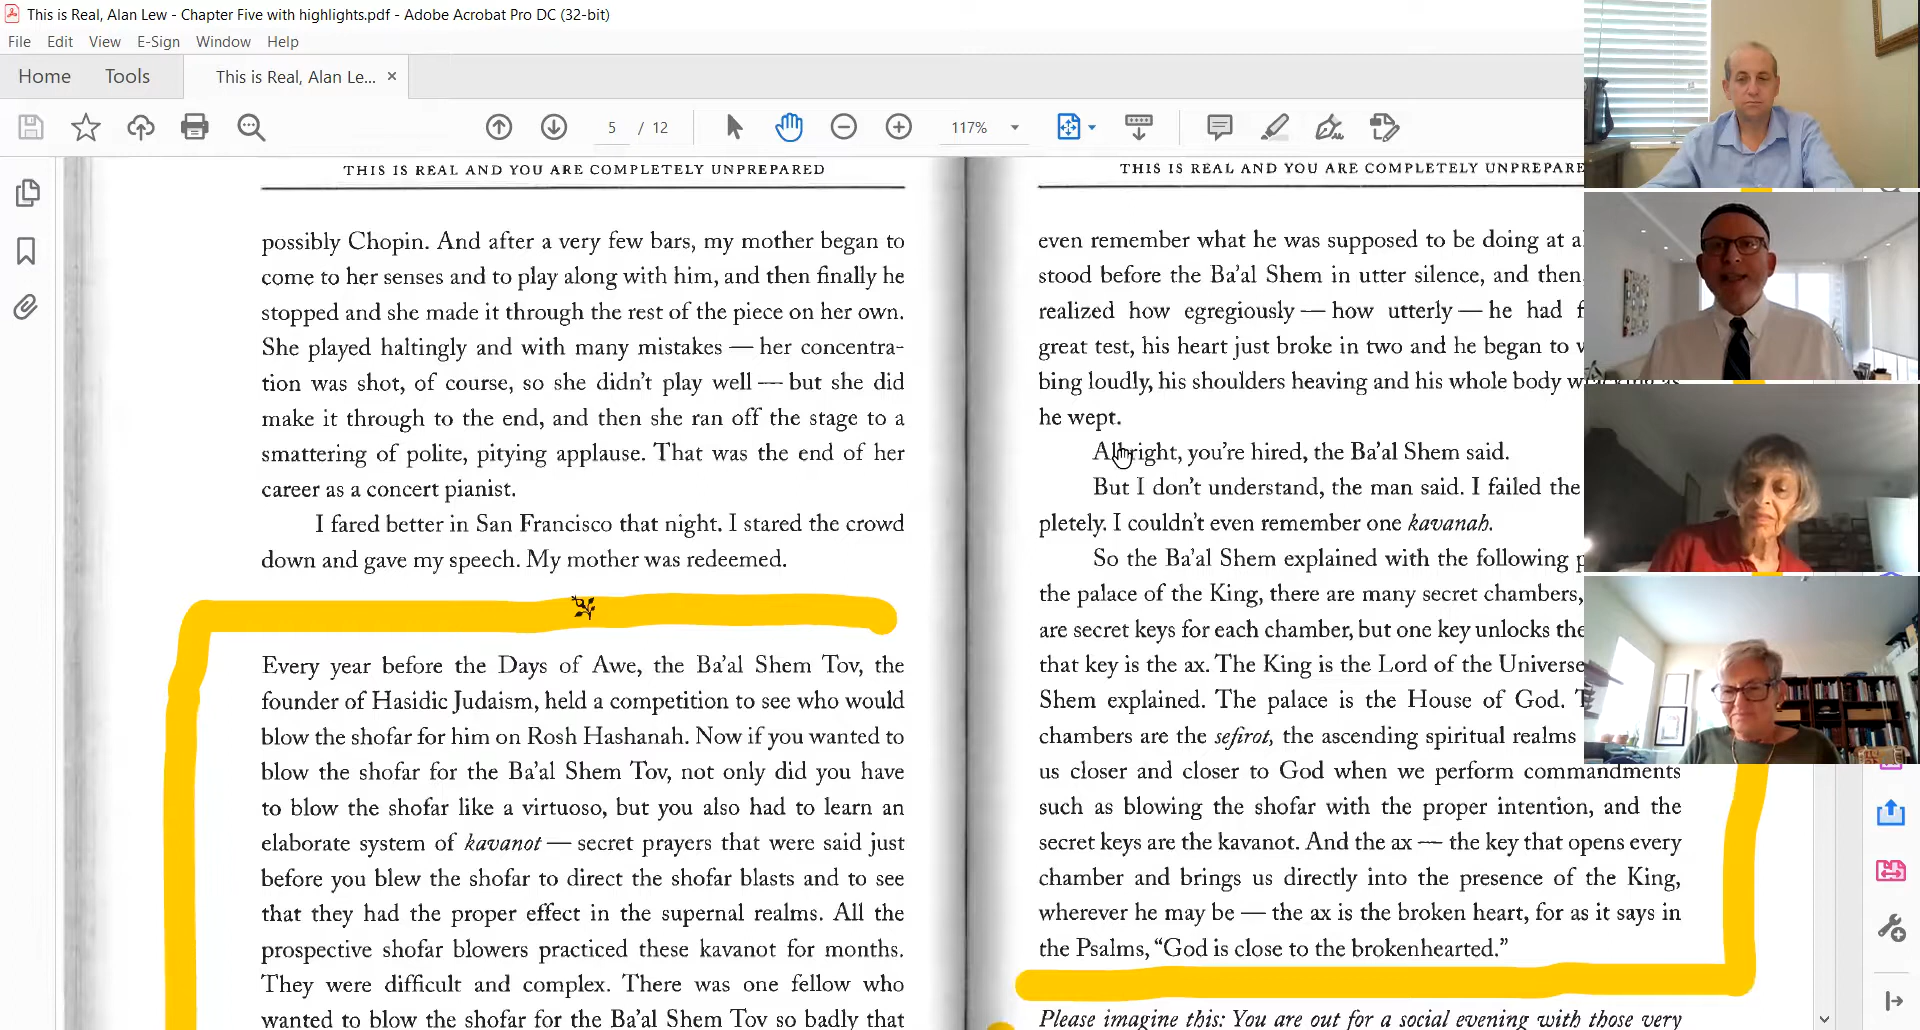 This is Real, Alan Lew - Chapter Five with highlights.pdf - Adobe Acrobat Pro DC (32-bit)
File Edit View E-Sign Window Help
Home Tools This is Real, Alan Le... ×
5 / 12 117%
THIS IS REAL AND YOU ARE COMPLETELY UNPREPARED
possibly Chopin. And after a very few bars, my mother began to
come to her senses and to play along with him, and then finally he
stopped and she made it through the rest of the piece on her own.
She played haltingly and with many mistakes — her concentra-
tion was shot, of course, so she didn't play well — but she did
make it through to the end, and then she ran off the stage to a
smattering of polite, pitying applause. That was the end of her
career as a concert pianist.
I fared better in San Francisco that night. I stared the crowd
down and gave my speech. My mother was redeemed.
Every year before the Days of Awe, the Ba'al Shem Tov, the
founder of Hasidic Judaism, held a competition to see who would
blow the shofar for him on Rosh Hashanah. Now if you wanted to
blow the shofar for the Ba'al Shem Tov, not only did you have
to blow the shofar like a virtuoso, but you also had to learn an
elaborate system of kavanot — secret prayers that were said just
before you blew the shofar to direct the shofar blasts and to see
that they had the proper effect in the supernal realms. All the
prospective shofar blowers practiced these kavanot for months.
They were difficult and complex. There was one fellow who
wanted to blow the shofar for the Ba'al Shem Tov so badly that
THIS IS REAL AND YOU ARE COMPLETELY UNPREPARE
even remember what he was supposed to be doing at
stood before the Ba'al Shem in utter silence, and then,
realized how egregiously — how utterly — he had
great test, his heart just broke in two and he began to
bing loudly, his shoulders heaving and his whole body as
he wept.
All right, you're hired, the Ba'al Shem said.
But I don't understand, the man said. I failed the
pletely. I couldn't even remember one kavanah.
So the Ba'al Shem explained with the following
the palace of the King, there are many secret chambers,
are secret keys for each chamber, but one key unlocks the
that key is the ax. The King is the Lord of the Universe
Shem explained. The palace is the House of God.
chambers are the sefirot, the ascending spiritual realms
us closer and closer to God when we perform commandments
such as blowing the shofar with the proper intention, and the
secret keys are the kavanot. And the ax — the key that opens every
chamber and brings us directly into the presence of the King,
wherever he may be — the ax is the broken heart, for as it says in
the Psalms, "God is close to the brokenhearted."
Please imagine this: You are out for a social evening with those very